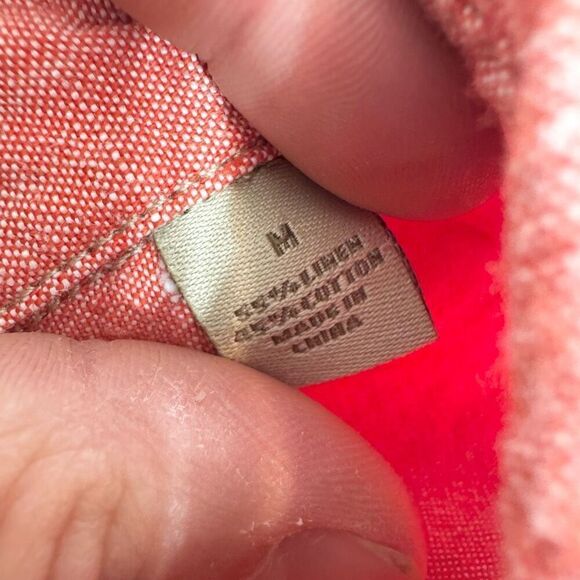 M
55% LINEN
45% COTTON
MADE IN
CHINA